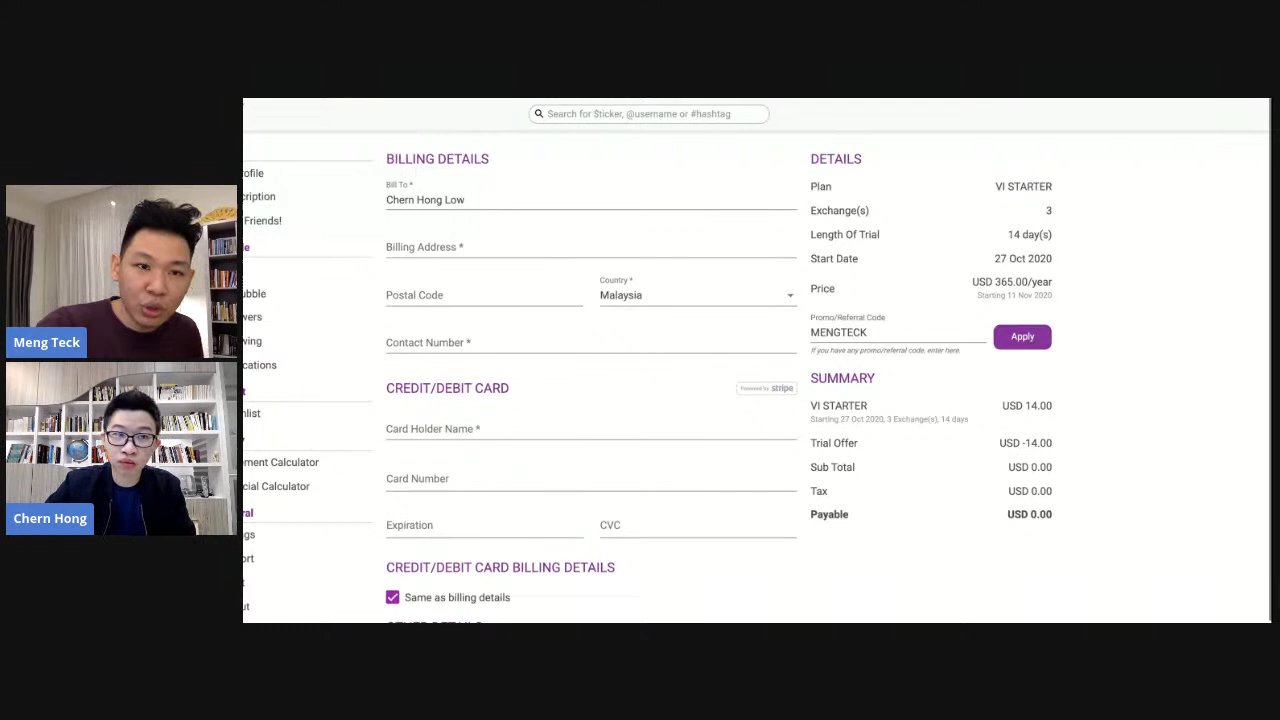 Search for $ticker, @username or #hashtag
ofile
cription
Friends!
e
ubble
wers
wing
cations
t
hlist
y
ement Calculator
cial Calculator
ral
gs
ort
t
ut
BILLING DETAILS
Bill To *
Chern Hong Low
Billing Address *
Postal Code
Country *
Malaysia
Contact Number *
CREDIT/DEBIT CARD
Powered by stripe
Card Holder Name *
Card Number
Expiration
CVC
CREDIT/DEBIT CARD BILLING DETAILS
Same as billing details
DETAILS
Plan VI STARTER
Exchange(s) 3
Length Of Trial 14 day(s)
Start Date 27 Oct 2020
Price USD 365.00/year
Starting 11 Nov 2020
Promo/Referral Code
MENGTECK
Apply
If you have any promo/referral code, enter here.
SUMMARY
VI STARTER USD 14.00
Starting 27 Oct 2020, 3 Exchange(s), 14 days
Trial Offer USD -14.00
Sub Total USD 0.00
Tax USD 0.00
Payable USD 0.00
Meng Teck
Chern Hong